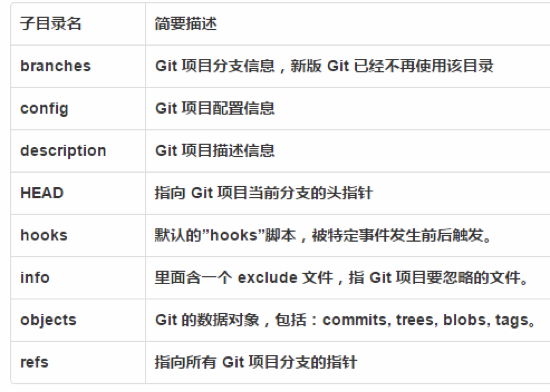 子目录名 简要描述
branches Git 项目分支信息，新版 Git 已经不再使用该目录
config Git 项目配置信息
description Git 项目描述信息
HEAD 指向 Git 项目当前分支的头指针
hooks 默认的”hooks”脚本，被特定事件发生前后触发。
info 里面含一个 exclude 文件，指 Git 项目要忽略的文件。
objects Git 的数据对象，包括：commits, trees, blobs, tags。
refs 指向所有 Git 项目分支的指针